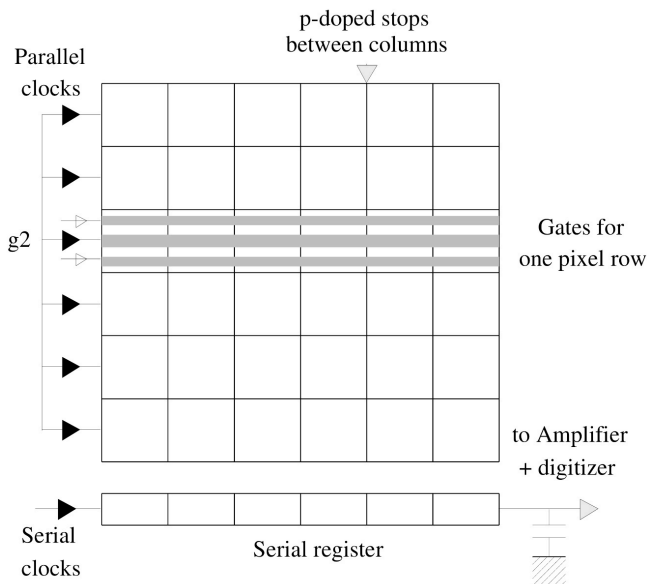 p-doped stops
between columns
Parallel
clocks
g2
Gates for
one pixel row
to Amplifier
+ digitizer
Serial
clocks
Serial register